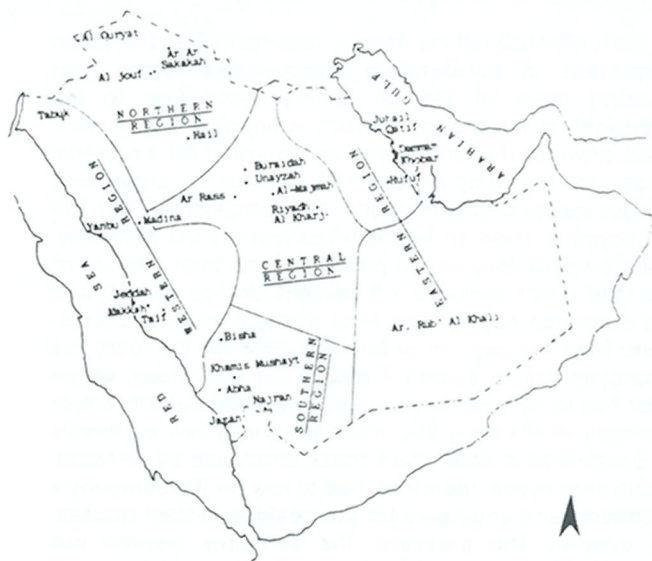 Al Quryat
Ar Ar
Sakakah
Al jouf
Tabuk
NORTHERN
REGION
Hail
ARABIAN GULF
Jubail
Qatif
Dammam
Khobar
Hufuf
Buraidah
Unayzah
Ar Rass
Al-Majmah
Riyadh
Al Kharj
Yanbu
Madina
WESTERN REGION
CENTRAL
REGION
EASTERN REGION
RED SEA
Jeddah
Makkah
Taif
Ar. Rub' Al Khali
Bisha
Khamis Mushayt
Abha
Najran
Jazan
SOUTHERN
REGION